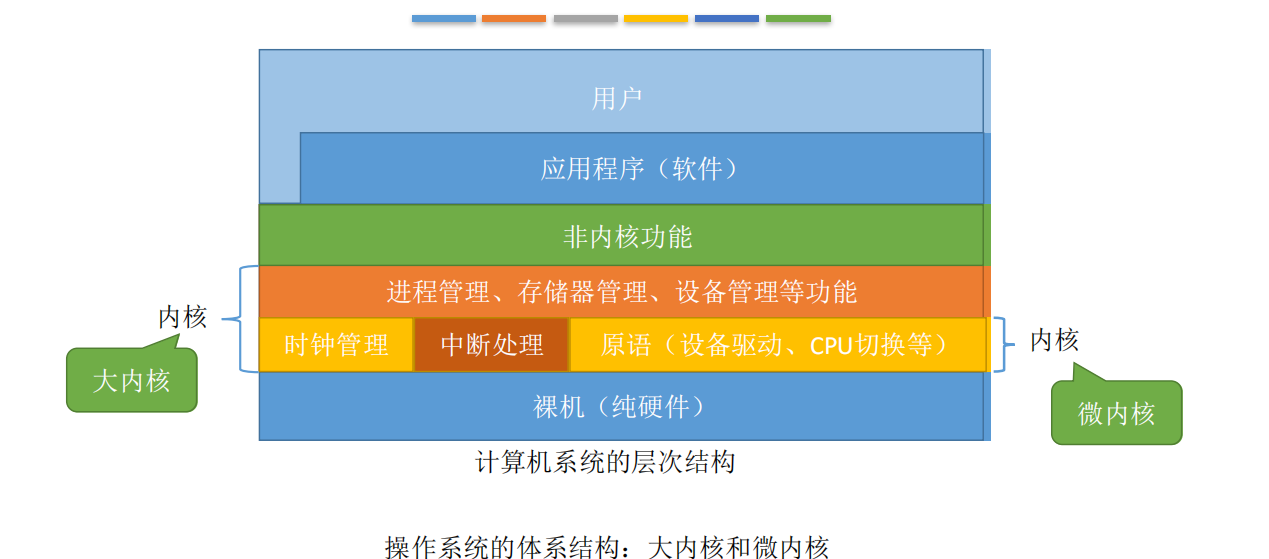 用户
应用程序（软件）
非内核功能
进程管理、存储器管理、设备管理等功能
内核
时钟管理 中断处理 原语（设备驱动、CPU切换等）
内核
大内核
裸机（纯硬件）
微内核
计算机系统的层次结构
操作系统的体系结构：大内核和微内核